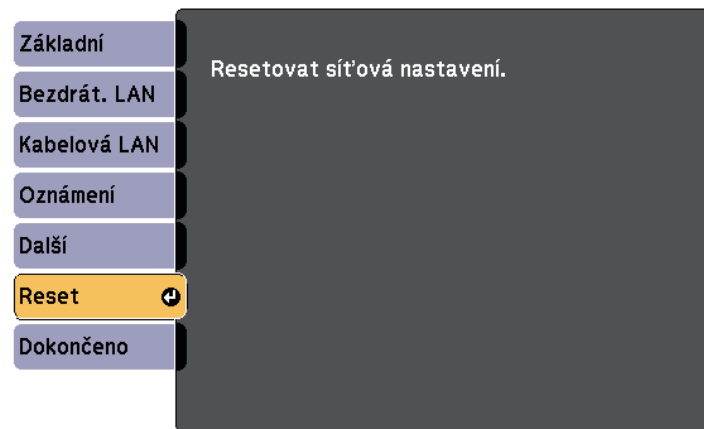 Základní
Bezdrát. LAN
Kabelová LAN
Oznámení
Další
Reset
Dokončeno
Resetovat síťová nastavení.